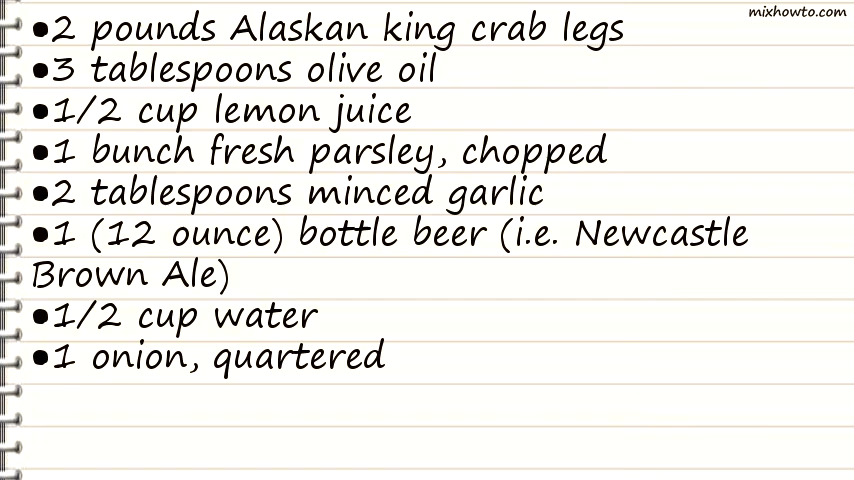 mixhowto.com
•2 pounds Alaskan king crab legs
•3 tablespoons olive oil
•1/2 cup lemon juice
•1 bunch fresh parsley, chopped
•2 tablespoons minced garlic
•1 (12 ounce) bottle beer (i.e. Newcastle
Brown Ale)
•1/2 cup water
•1 onion, quartered